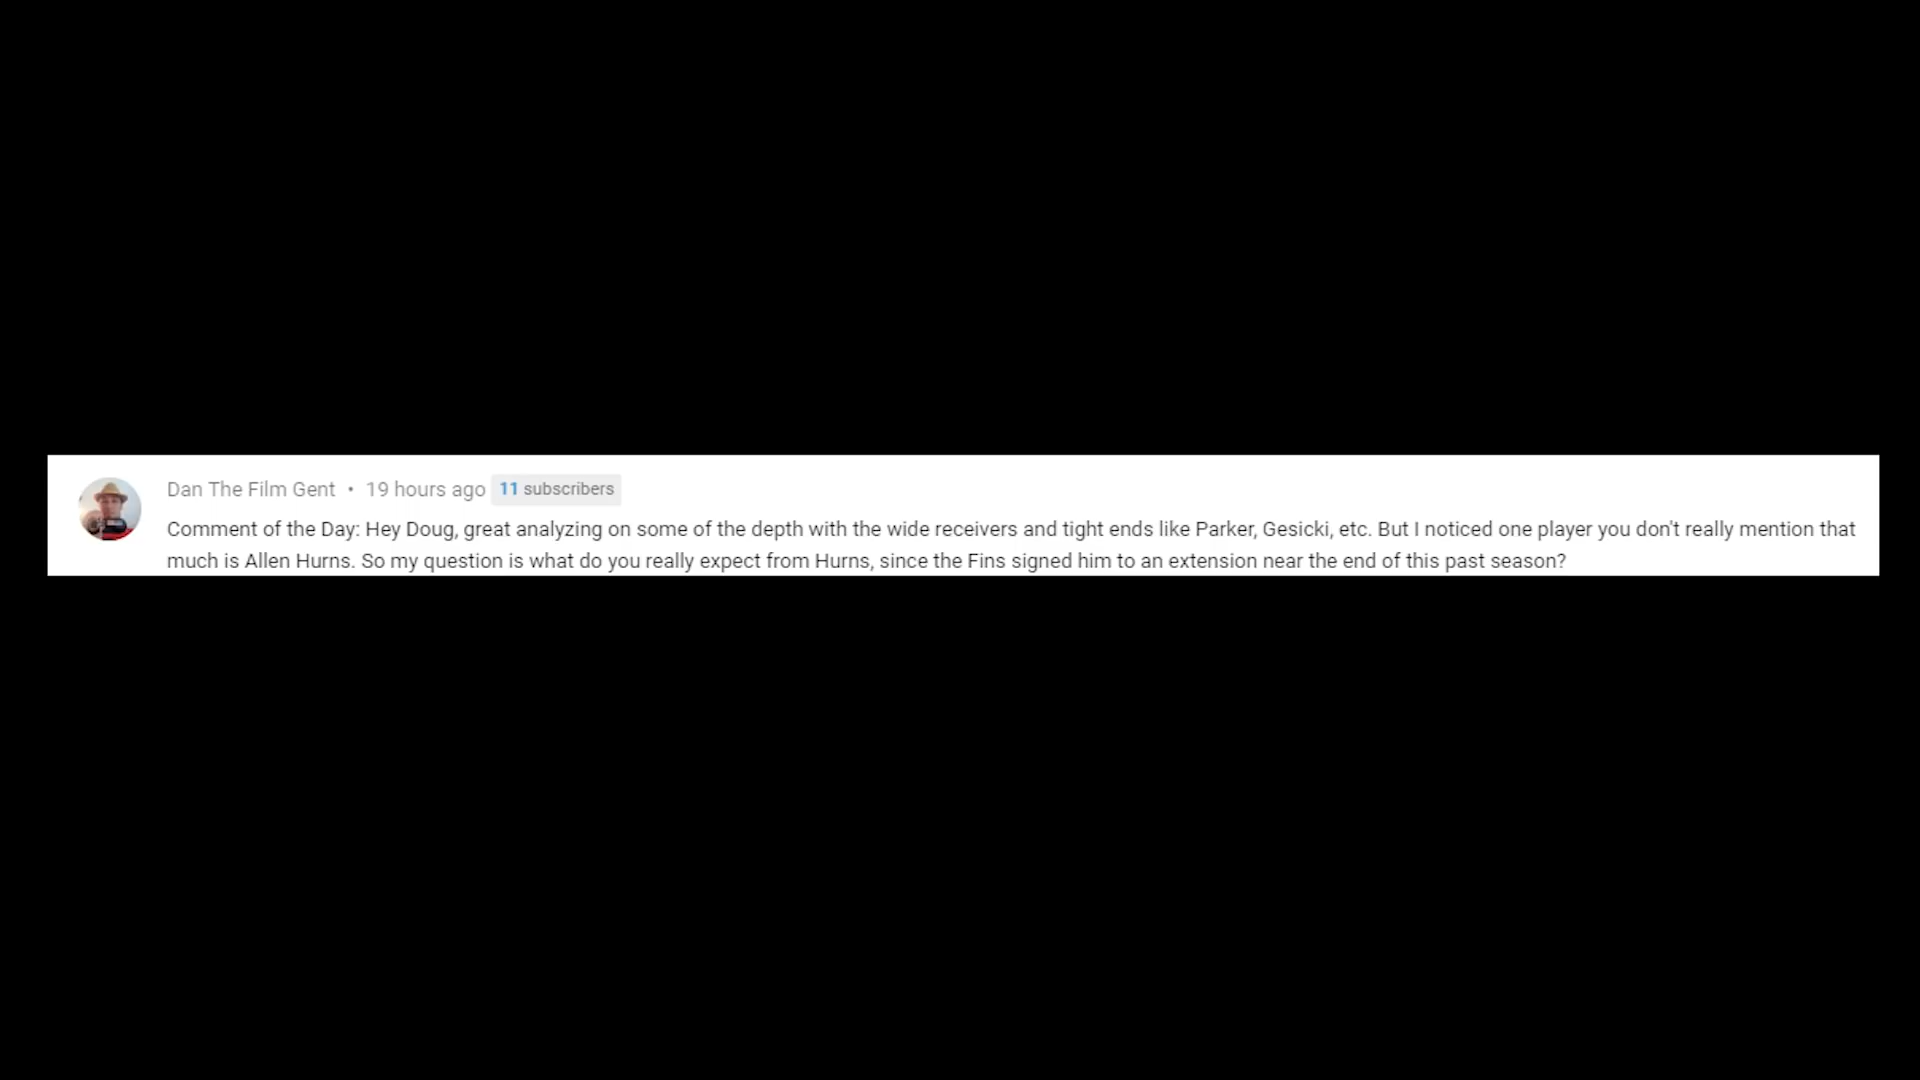 Dan The Film Gent • 19 hours ago 11 subscribers
Comment of the Day: Hey Doug, great analyzing on some of the depth with the wide receivers and tight ends like Parker, Gesicki, etc. But I noticed one player you don't really mention that
much is Allen Hurns. So my question is what do you really expect from Hurns, since the Fins signed him to an extension near the end of this past season?